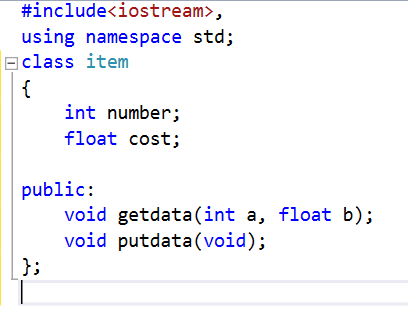 #include<iostream>,
using namespace std;
class item
{
int number;
float cost;
public:
void getdata(int a, float b);
void putdata(void);
};